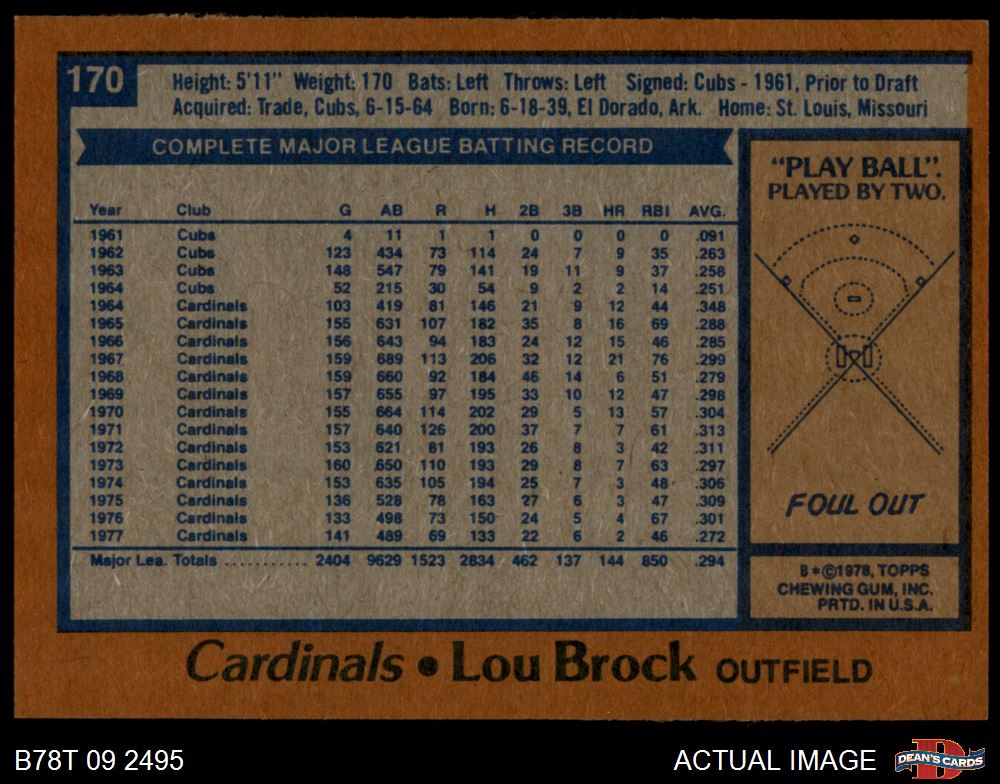 170
Height: 5'11" Weight: 170 Bats: Left Throws: Left Signed: Cubs - 1961, Prior to Draft
Acquired: Trade, Cubs, 6-15-64 Born: 6-18-39, El Dorado, Ark. Home: St. Louis, Missouri
COMPLETE MAJOR LEAGUE BATTING RECORD
Year Club G AB R H 2B 3B HR RBI AVG.
1961 Cubs 4 11 1 1 0 0 0 0 .091
1962 Cubs 123 434 73 114 24 7 9 35 .263
1963 Cubs 148 547 79 141 19 11 9 37 .258
1964 Cubs 52 215 30 54 9 2 2 14 .251
1964 Cardinals 103 419 81 146 21 9 12 44 .348
1965 Cardinals 155 631 107 182 35 8 16 69 .288
1966 Cardinals 156 643 94 183 24 12 15 46 .285
1967 Cardinals 159 689 113 206 32 12 21 76 .299
1968 Cardinals 159 660 92 184 46 14 6 51 .279
1969 Cardinals 157 655 97 195 33 10 12 47 .298
1970 Cardinals 155 664 114 202 29 5 13 57 .304
1971 Cardinals 157 640 126 200 37 7 7 61 .313
1972 Cardinals 153 621 81 193 26 8 3 42 .311
1973 Cardinals 160 650 110 193 29 8 7 63 .297
1974 Cardinals 153 635 105 194 25 7 3 48 .306
1975 Cardinals 136 528 78 163 27 6 3 47 .309
1976 Cardinals 133 498 73 150 24 5 4 67 .301
1977 Cardinals 141 489 69 133 22 6 2 46 .272
Major Lea. Totals ........... 2404 9629 1523 2834 462 137 144 850 .294
"PLAY BALL".
PLAYED BY TWO.
FOUL OUT
B*©1978, TOPPS
CHEWING GUM, INC.
PRTD. IN U.S.A.
Cardinals • Lou Brock OUTFIELD
B78T 09 2495
ACTUAL IMAGE
DEAN'S CARDS